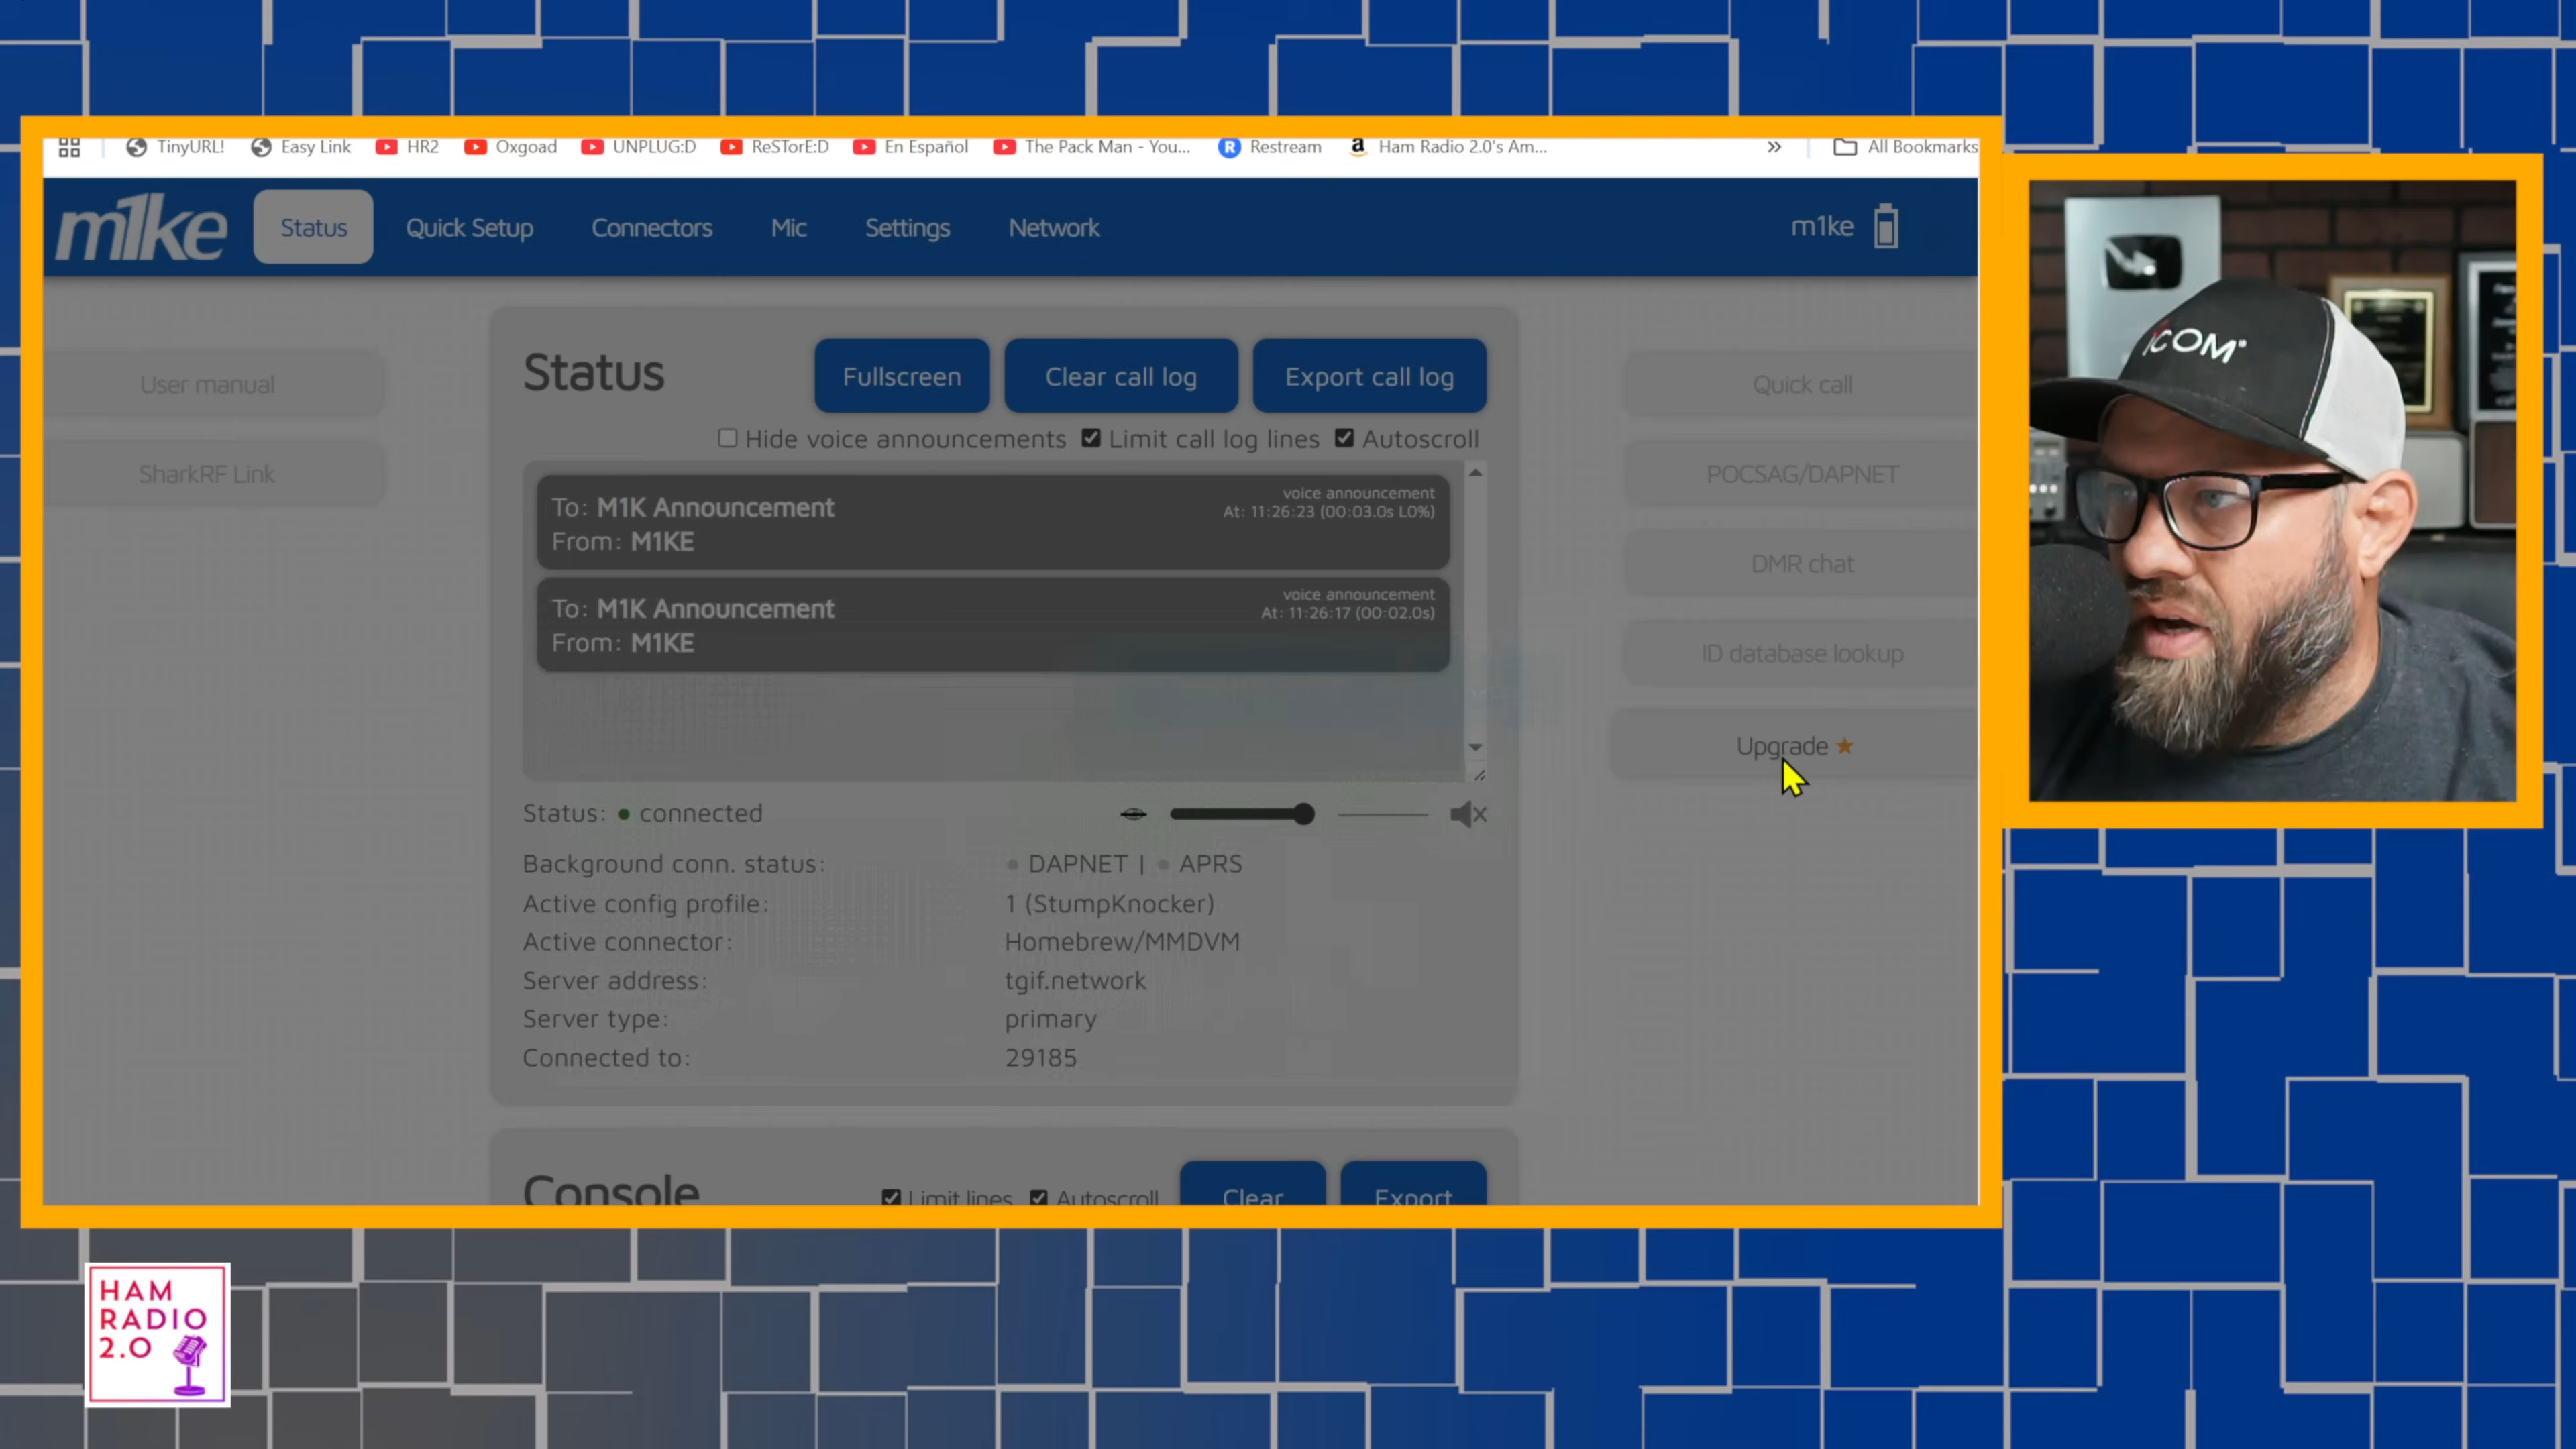 TinyURL! Easy Link HR2 Oxgoad UNPLUG:D ReSTorE:D En Español The Pack Man - You... R Restream a Ham Radio 2.0's Am... » All Bookmarks
m1ke Status Quick Setup Connectors Mic Settings Network m1ke
User manual
SharkRF Link
Status Fullscreen Clear call log Export call log
Hide voice announcements Limit call log lines Autoscroll
To: M1K Announcement voice announcement
At: 11:26:23 (00:03.0s L0%)
From: M1KE
To: M1K Announcement voice announcement
At: 11:26:17 (00:02.0s)
From: M1KE
Status: connected
Background conn. status: DAPNET | APRS
Active config profile: 1 (StumpKnocker)
Active connector: Homebrew/MMDVM
Server address: tgif.network
Server type: primary
Connected to: 29185
Console Limit lines Autoscroll Clear Export
Quick call
POCSAG/DAPNET
DMR chat
ID database lookup
Upgrade
ICOM
HAM
RADIO
2.0